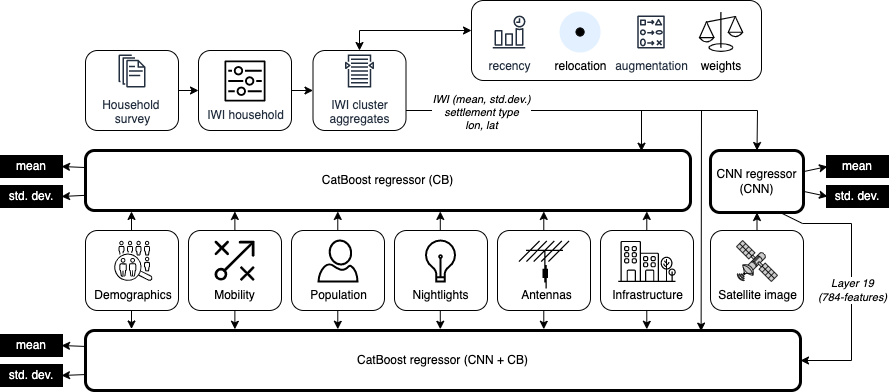 recency
relocation
augmentation
weights
Household
survey
IWI household
IWI cluster
aggregates
IWI (mean, std.dev.)
settlement type
lon, lat
mean
std. dev.
CatBoost regressor (CB)
CNN regressor
(CNN)
mean
std. dev.
Demographics
Mobility
Population
Nightlights
Antennas
Infrastructure
Satellite image
Layer 19
(784-features)
mean
std. dev.
CatBoost regressor (CNN + CB)